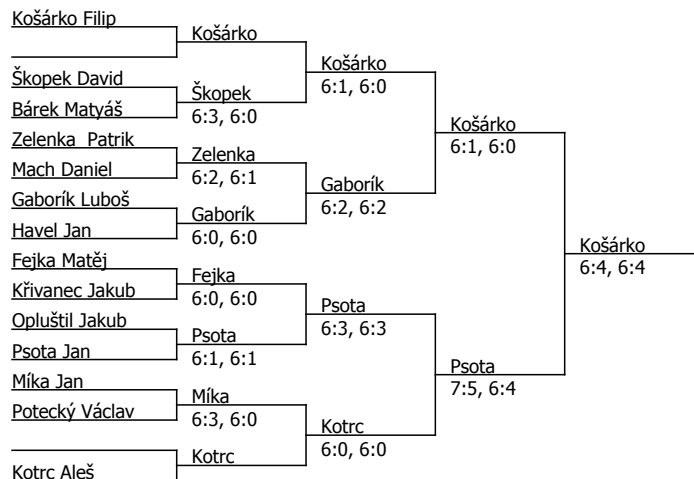 Košárko Filip
Košárko
Škopek David
Košárko
6:1, 6:0
Bárek Matyáš
Škopek
6:3, 6:0
Košárko
6:1, 6:0
Zelenka Patrik
Mach Daniel
Zelenka
6:2, 6:1
Gaborík
6:2, 6:2
Gaborík Luboš
Havel Jan
Gaborík
6:0, 6:0
Košárko
6:4, 6:4
Fejka Matěj
Křivanec Jakub
Fejka
6:0, 6:0
Psota
6:3, 6:3
Opluštil Jakub
Psota Jan
Psota
6:1, 6:1
Psota
7:5, 6:4
Míka Jan
Potecký Václav
Míka
6:3, 6:0
Kotrc
6:0, 6:0
Kotrc
Kotrc Aleš